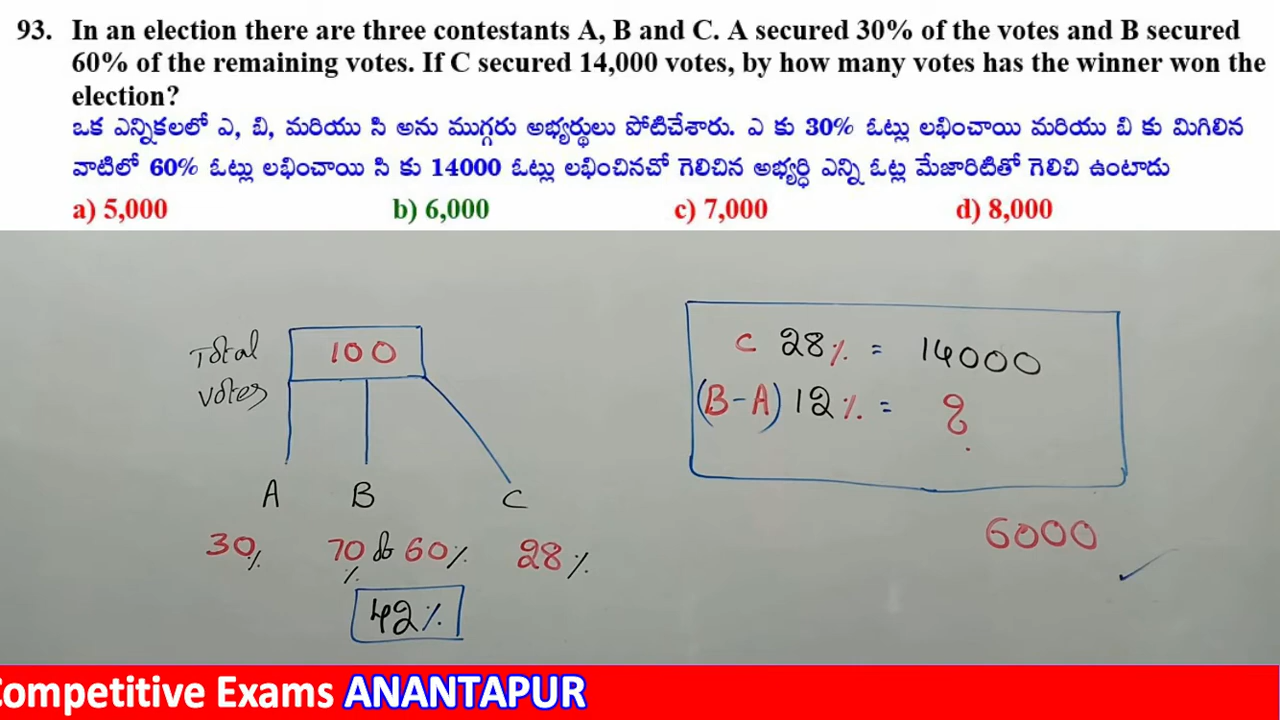 93. In an election there are three contestants A, B and C. A secured 30% of the votes and B secured
60% of the remaining votes. If C secured 14,000 votes, by how many votes has the winner won the
election?
ఒక ఎన్నికలలో ఎ, బి, మరియు సి అను ముగ్గరు అభ్యర్థులు పోటిచేశారు. ఎ కు 30% ఓట్లు లభించాయి మరియు బి కు మిగిలిన
వాటిలో 60% ఓట్లు లభించాయి సి కు 14000 ఓట్లు లభించినచో గెలిచిన అభ్యర్ధి ఎన్ని ఓట్ల మేజారిటితో గెలిచి ఉంటాడు
a) 5,000 b) 6,000 c) 7,000 d) 8,000
Total 100
votes
A B C
30% 70% లో 60% 28%
42%
C 28% = 14000
(B-A) 12% = ?
6000
Competitive Exams ANANTAPUR